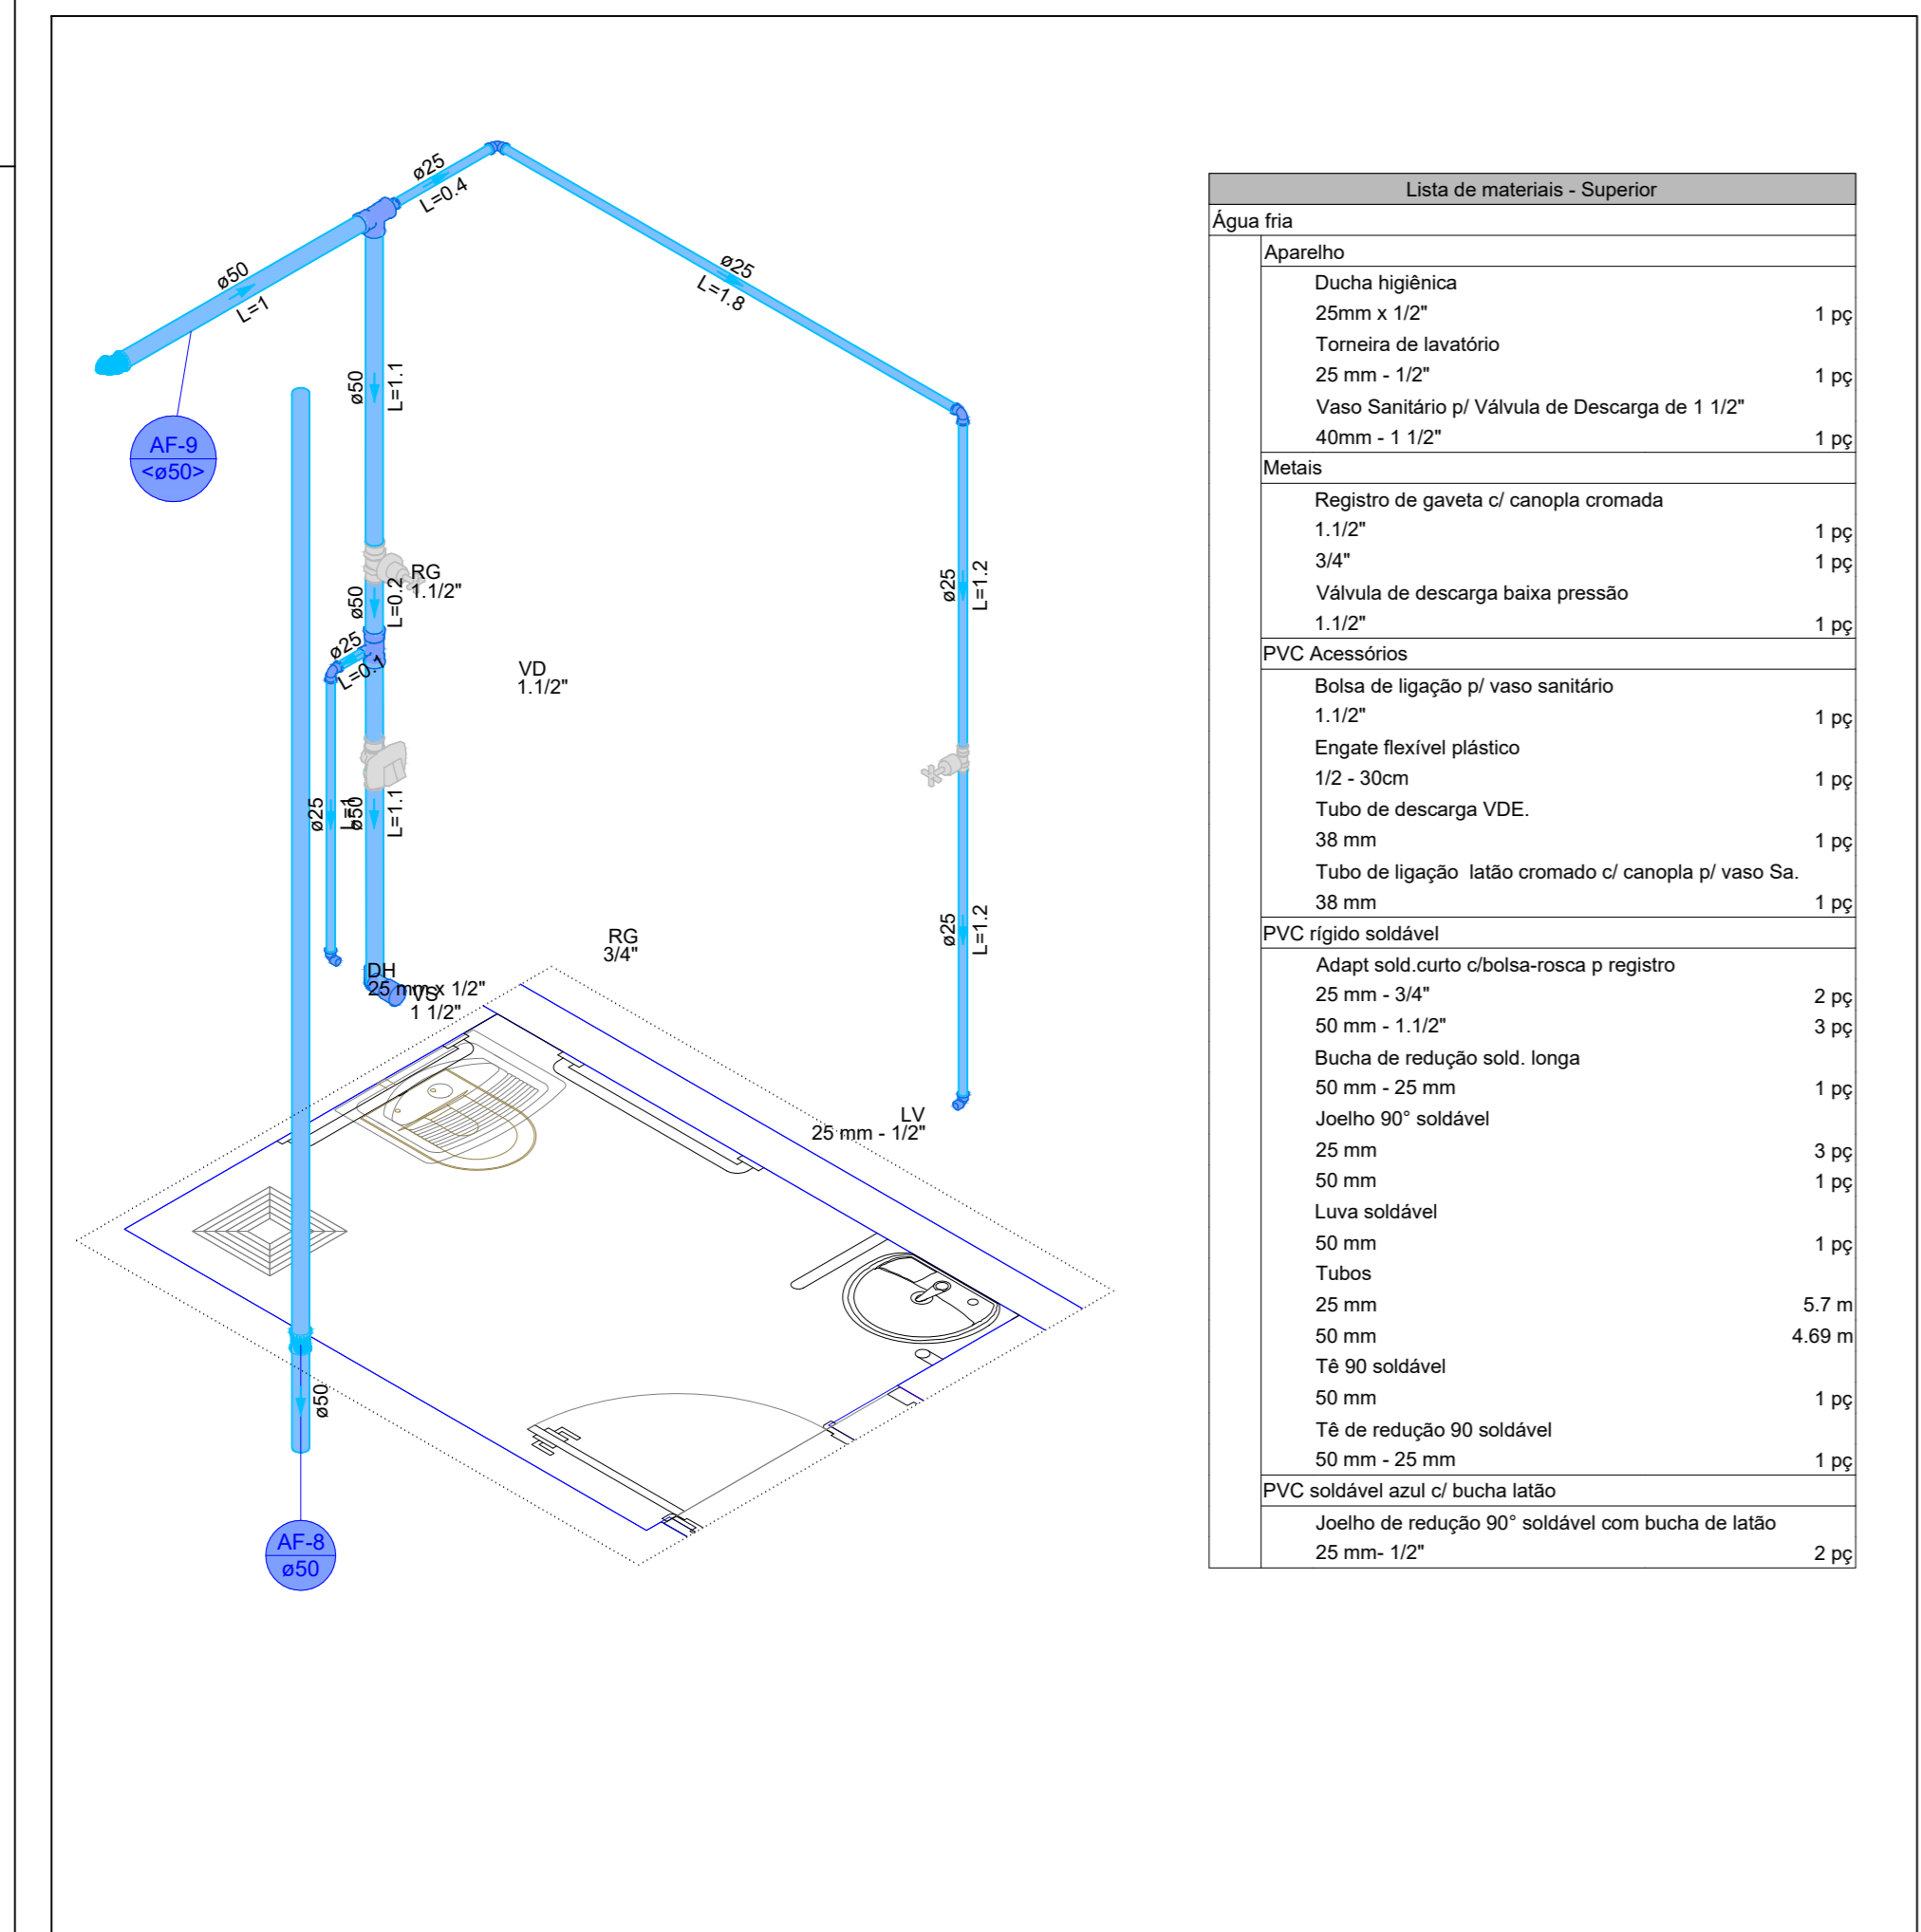 ø25
L=0.4
ø50
L=1
ø25
L=1.8
ø50
L=1.1
AF-9
<ø50>
RG
1.1/2"
ø50
L=0.2
ø25
L=0.1
VD
1.1/2"
ø25
L=1.2
ø25
L=1
ø50
L=1.1
ø25
L=1.2
RG
3/4"
DH
25 mm x 1/2"
VS
1 1/2"
LV
25 mm - 1/2"
ø50
AF-8
ø50
Lista de materiais - Superior
Água fria
Aparelho
Ducha higiênica
25mm x 1/2" 1 pç
Torneira de lavatório
25 mm - 1/2" 1 pç
Vaso Sanitário p/ Válvula de Descarga de 1 1/2"
40mm - 1 1/2" 1 pç
Metais
Registro de gaveta c/ canopla cromada
1.1/2" 1 pç
3/4" 1 pç
Válvula de descarga baixa pressão
1.1/2" 1 pç
PVC Acessórios
Bolsa de ligação p/ vaso sanitário
1.1/2" 1 pç
Engate flexível plástico
1/2 - 30cm 1 pç
Tubo de descarga VDE.
38 mm 1 pç
Tubo de ligação latão cromado c/ canopla p/ vaso Sa.
38 mm 1 pç
PVC rígido soldável
Adapt sold.curto c/bolsa-rosca p registro
25 mm - 3/4" 2 pç
50 mm - 1.1/2" 3 pç
Bucha de redução sold. longa
50 mm - 25 mm 1 pç
Joelho 90° soldável
25 mm 3 pç
50 mm 1 pç
Luva soldável
50 mm 1 pç
Tubos
25 mm 5.7 m
50 mm 4.69 m
Tê 90 soldável
50 mm 1 pç
Tê de redução 90 soldável
50 mm - 25 mm 1 pç
PVC soldável azul c/ bucha latão
Joelho de redução 90° soldável com bucha de latão
25 mm- 1/2" 2 pç